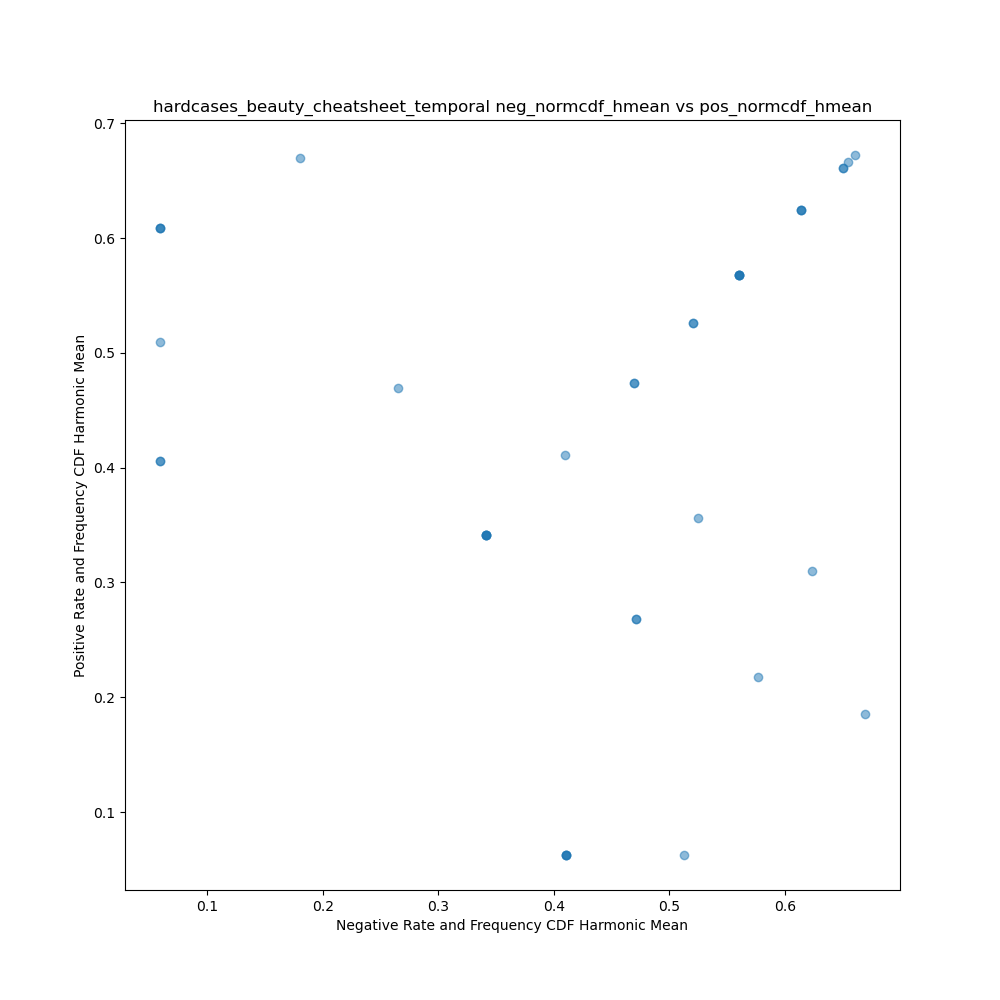 hardcases_beauty_cheatsheet_temporal neg_normcdf_hmean vs pos_normcdf_hmean
0.7
0.6
0.5
0.4
0.3
0.2
0.1
Positive Rate and Frequency CDF Harmonic Mean
0.1 0.2 0.3 0.4 0.5 0.6
Negative Rate and Frequency CDF Harmonic Mean